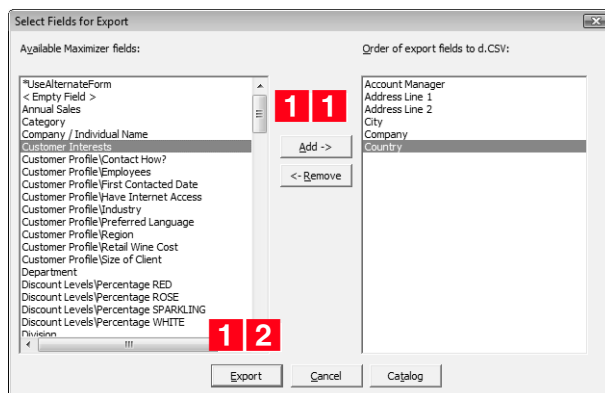 Select Fields for Export
Available Maximizer fields:
*UseAlternateForm
< Empty Field >
Annual Sales
Category
Company / Individual Name
Customer Interests
Customer Profile\Contact How?
Customer Profile\Employees
Customer Profile\First Contacted Date
Customer Profile\Have Internet Access
Customer Profile\Industry
Customer Profile\Preferred Language
Customer Profile\Region
Customer Profile\Retail Wine Cost
Customer Profile\Size of Client
Department
Discount Levels\Percentage RED
Discount Levels\Percentage ROSE
Discount Levels\Percentage SPARKLING
Discount Levels\Percentage WHITE
Division
11
Add ->
<- Remove
Order of export fields to d.CSV:
Account Manager
Address Line 1
Address Line 2
City
Company
Country
12
Export Cancel Catalog